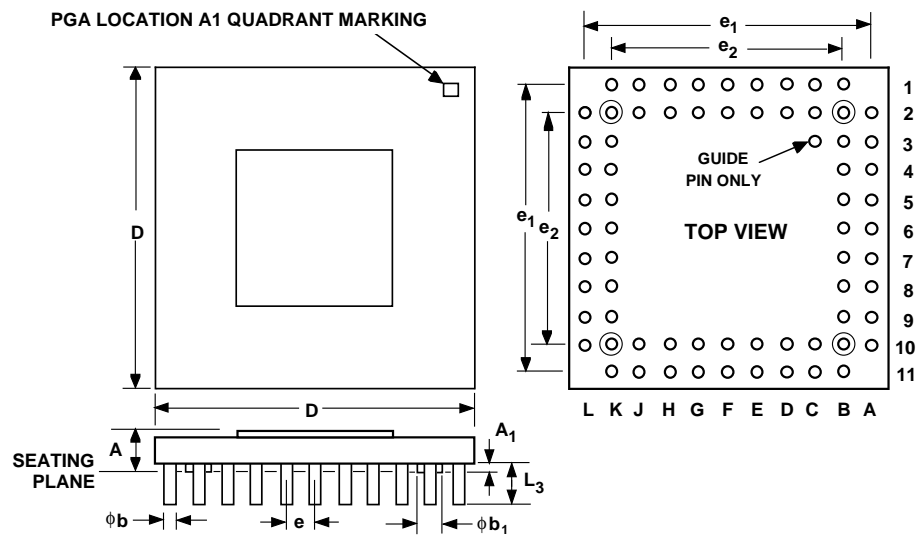 PGA LOCATION A1 QUADRANT MARKING
D
D
A
A1
SEATING
PLANE
L3
ϕb
e
ϕb1
e1
e2
e1
e2
1
2
3
4
5
6
7
8
9
10
11
GUIDE
PIN ONLY
TOP VIEW
L K J H G F E D C B A